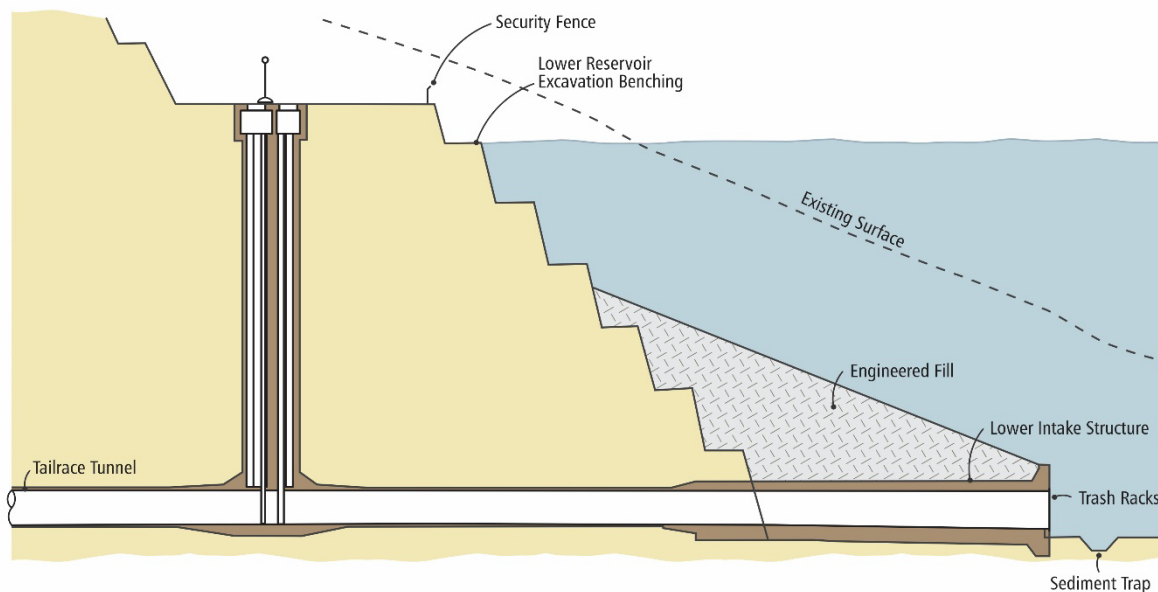 Security Fence
Lower Reservoir
Excavation Benching
Existing Surface
Engineered Fill
Lower Intake Structure
Tailrace Tunnel
Trash Racks
Sediment Trap